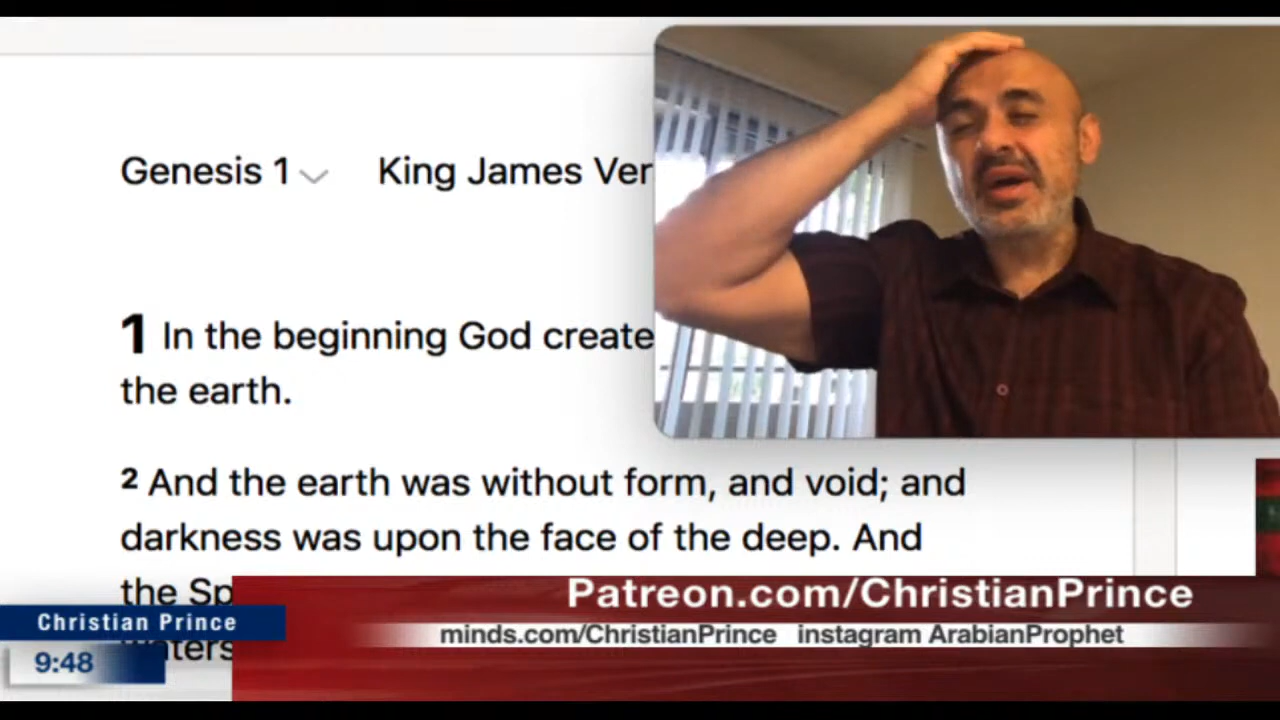 Genesis 1 King James Ver
1 In the beginning God create
the earth.
2 And the earth was without form, and void; and
darkness was upon the face of the deep. And
the Sp
Patreon.com/ChristianPrince
Christian Prince
minds.com/ChristianPrince instagram ArabianProphet
9:48